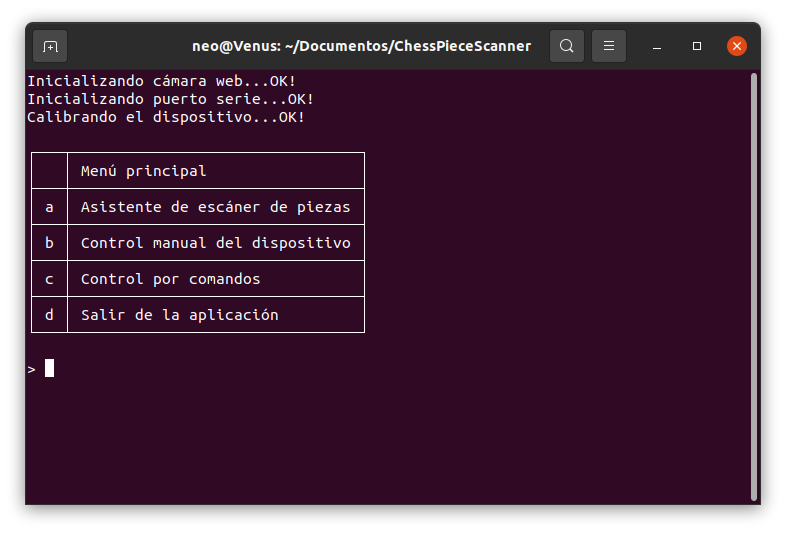 neo@Venus: ~/Documentos/ChessPieceScanner
Inicializando cámara web...OK!
Inicializando puerto serie...OK!
Calibrando el dispositivo...OK!
Menú principal
a Asistente de escáner de piezas
b Control manual del dispositivo
c Control por comandos
d Salir de la aplicación
>